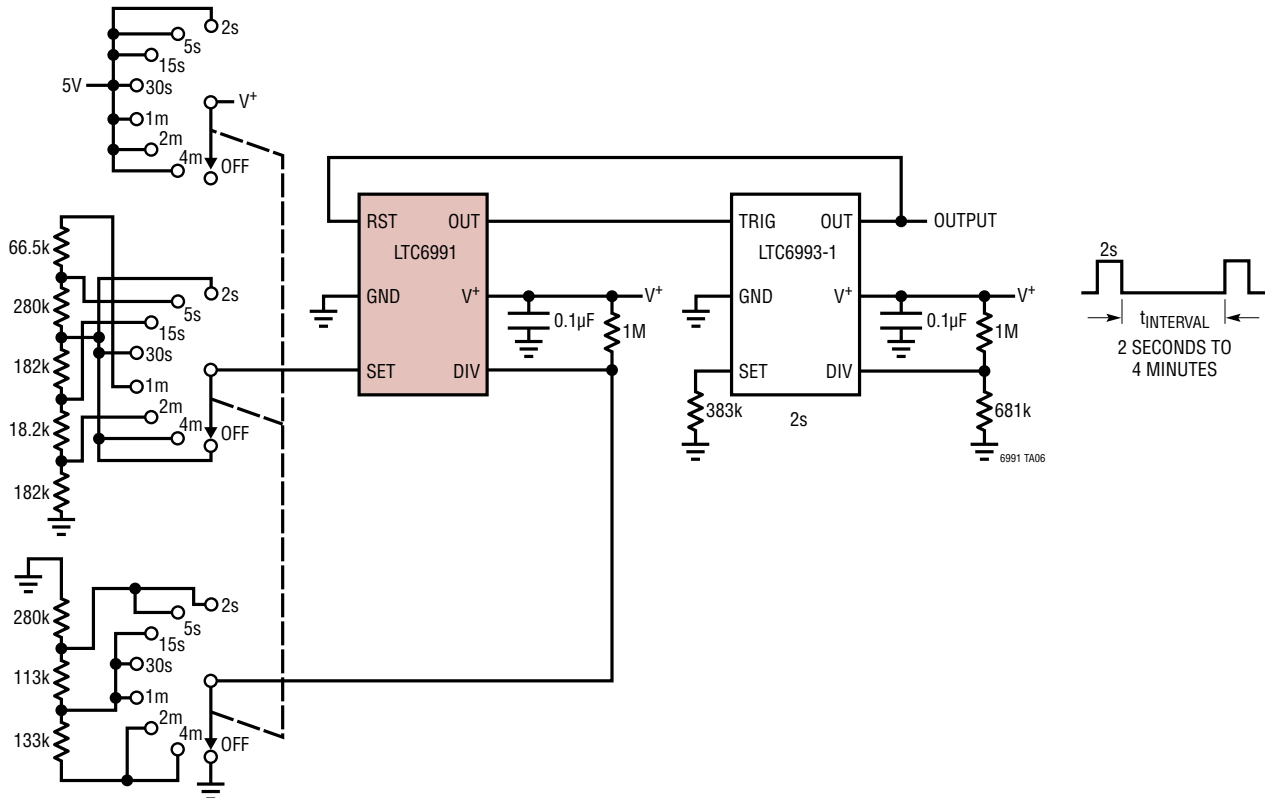 2s
5s
15s
5V
30s
V+
1m
2m
4m
OFF
66.5k
280k
182k
18.2k
182k
2s
5s
15s
30s
1m
2m
4m
OFF
280k
113k
133k
2s
5s
15s
30s
1m
2m
4m
OFF
RST
OUT
LTC6991
GND
V+
SET
DIV
0.1µF
V+
1M
TRIG
OUT
LTC6993-1
GND
V+
SET
DIV
OUTPUT
0.1µF
V+
1M
383k
2s
681k
6991 TA06
2s
tINTERVAL
2 SECONDS TO
4 MINUTES